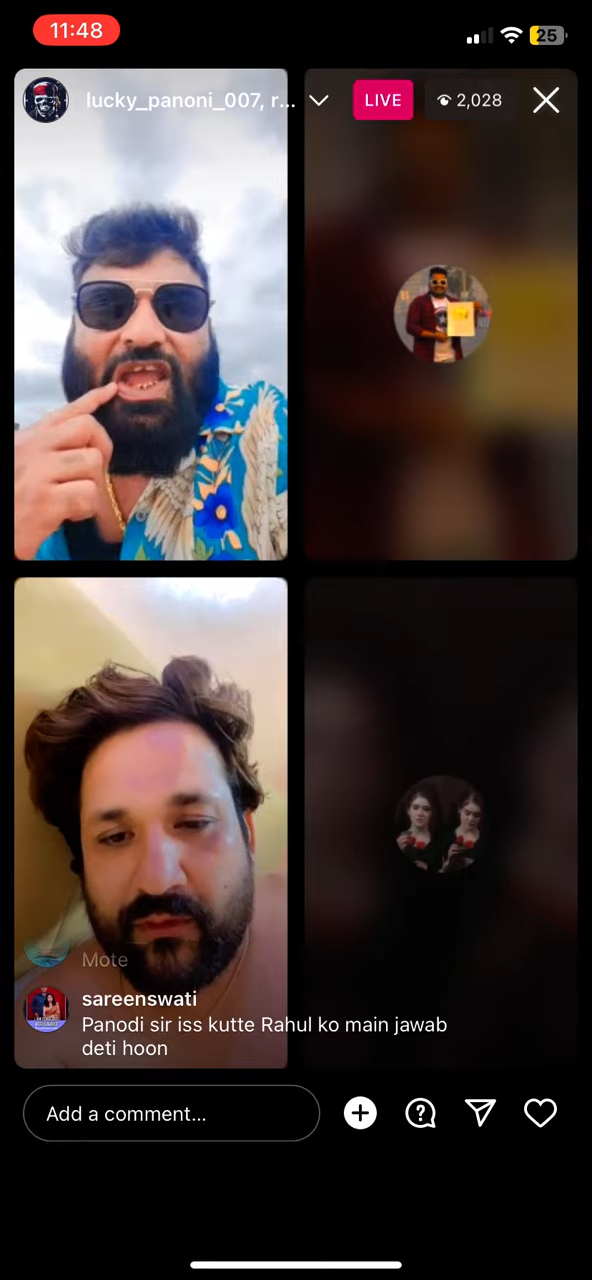 11:48
25
lucky_panoni_007, r...
LIVE
2,028
Mote
sareenswati
Panodi sir iss kutte Rahul ko main jawab
deti hoon
Add a comment...